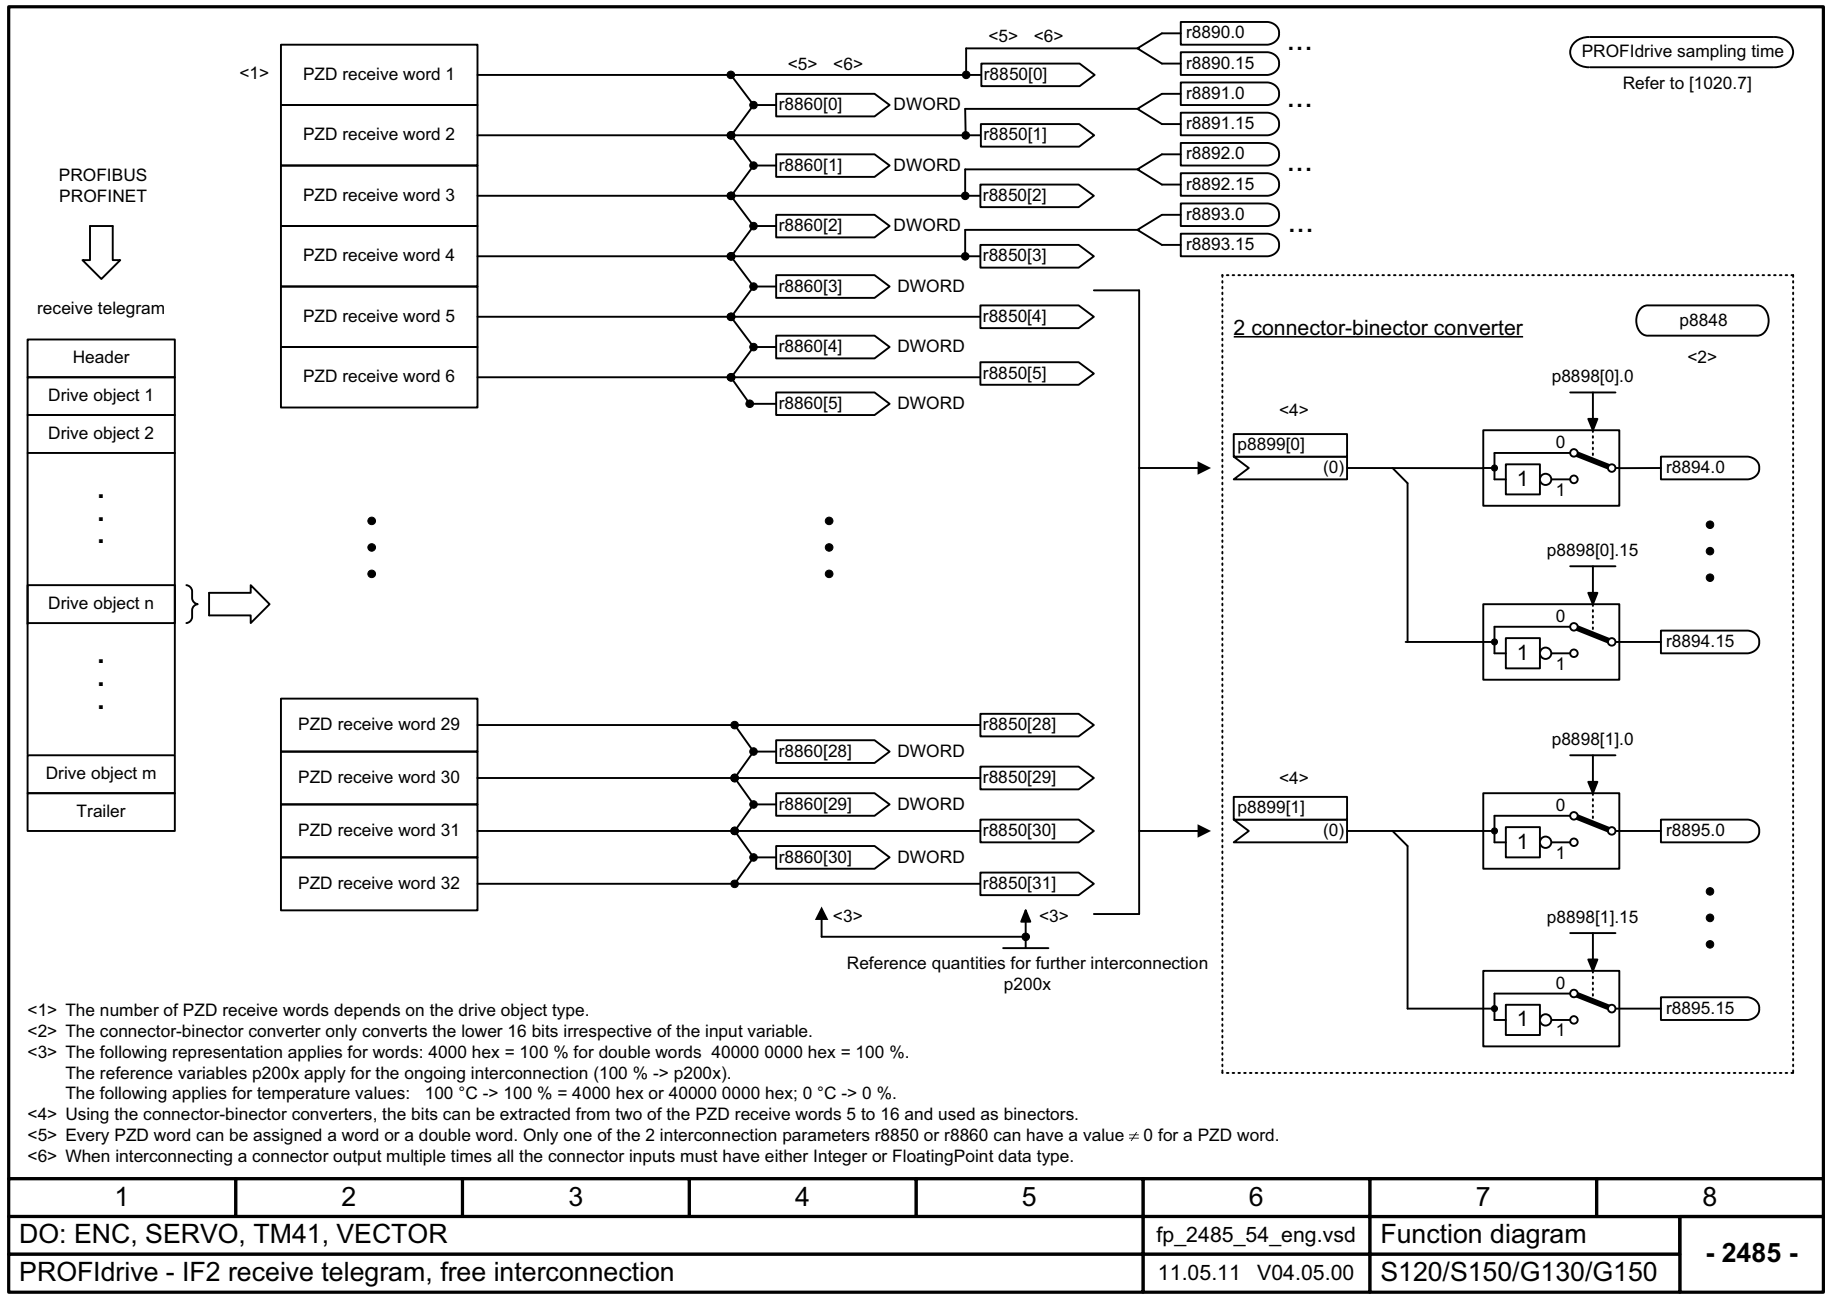 <5> <6>
r8890.0
...
r8890.15
PROFIdrive sampling time
Refer to [1020.7]
<1>
PZD receive word 1
<5> <6>
r8850[0]
r8860[0] DWORD
r8891.0
...
r8891.15
PZD receive word 2
r8850[1]
r8860[1] DWORD
r8892.0
...
r8892.15
PROFIBUS
PROFINET
PZD receive word 3
r8850[2]
r8860[2] DWORD
r8893.0
...
r8893.15
PZD receive word 4
r8850[3]
r8860[3] DWORD
receive telegram
PZD receive word 5
r8850[4]
r8860[4] DWORD
PZD receive word 6
r8850[5]
r8860[5] DWORD
Header
Drive object 1
Drive object 2
Drive object n
Drive object m
Trailer
2 connector-binector converter
p8848
<2>
p8898[0].0
<4>
p8899[0]
(0)
0
1
1
r8894.0
p8898[0].15
0
1
1
r8894.15
PZD receive word 29
r8850[28]
r8860[28] DWORD
PZD receive word 30
r8850[29]
r8860[29] DWORD
PZD receive word 31
r8850[30]
r8860[30] DWORD
PZD receive word 32
r8850[31]
p8898[1].0
<4>
p8899[1]
(0)
0
1
1
r8895.0
p8898[1].15
0
1
1
r8895.15
<3>
<3>
Reference quantities for further interconnection
p200x
<1> The number of PZD receive words depends on the drive object type.
<2> The connector-binector converter only converts the lower 16 bits irrespective of the input variable.
<3> The following representation applies for words: 4000 hex = 100 % for double words 40000 0000 hex = 100 %.
The reference variables p200x apply for the ongoing interconnection (100 % -> p200x).
The following applies for temperature values: 100 °C -> 100 % = 4000 hex or 40000 0000 hex; 0 °C -> 0 %.
<4> Using the connector-binector converters, the bits can be extracted from two of the PZD receive words 5 to 16 and used as binectors.
<5> Every PZD word can be assigned a word or a double word. Only one of the 2 interconnection parameters r8850 or r8860 can have a value ≠ 0 for a PZD word.
<6> When interconnecting a connector output multiple times all the connector inputs must have either Integer or FloatingPoint data type.
1 2 3 4 5 6 7 8
DO: ENC, SERVO, TM41, VECTOR
fp_2485_54_eng.vsd
Function diagram
- 2485 -
PROFIdrive - IF2 receive telegram, free interconnection
11.05.11 V04.05.00
S120/S150/G130/G150